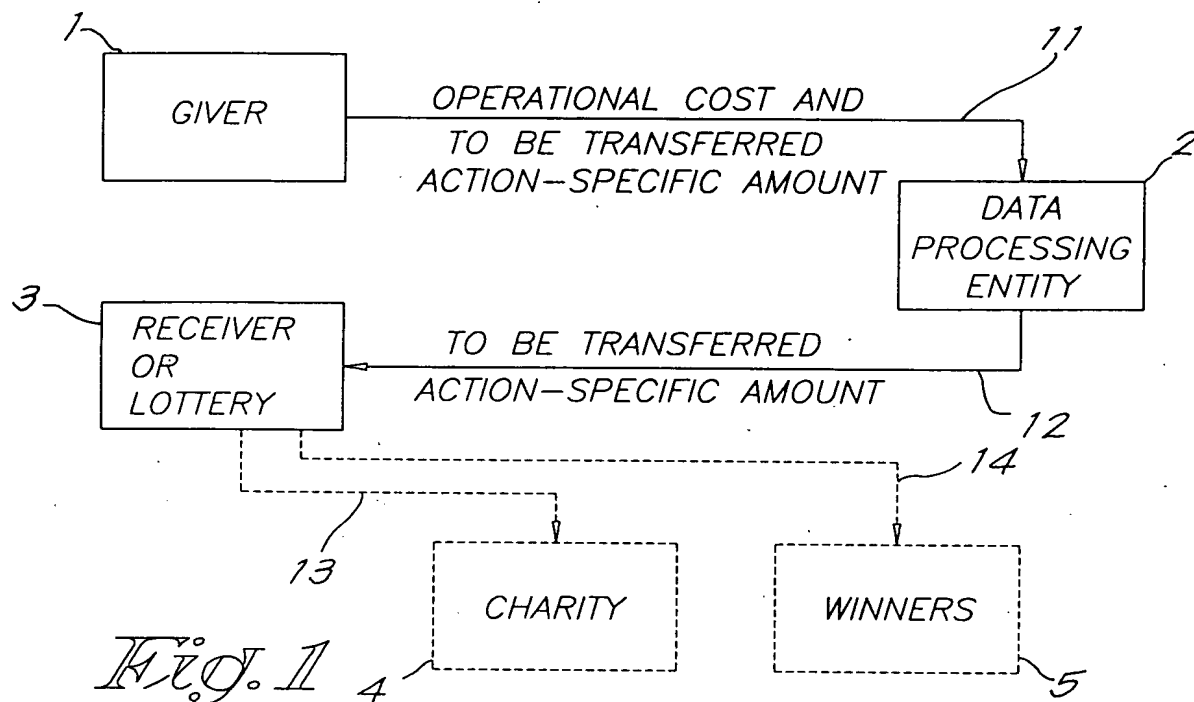 1
11
GIVER
OPERATIONAL COST AND
TO BE TRANSFERRED
ACTION-SPECIFIC AMOUNT
2
DATA
PROCESSING
ENTITY
3
RECEIVER
OR
LOTTERY
TO BE TRANSFERRED
ACTION-SPECIFIC AMOUNT
12
14
13
CHARITY
WINNERS
Fig. 1
4
5